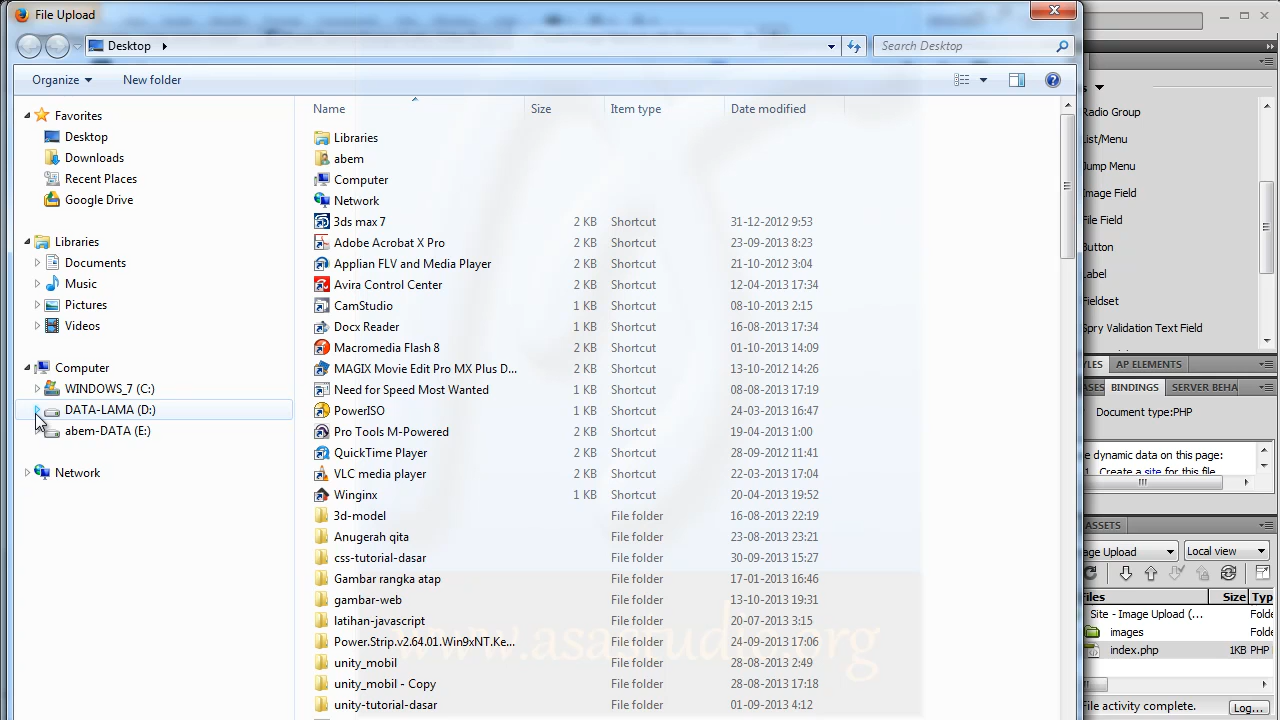 File Upload
Desktop
Search Desktop
Organize
New folder
Name Size Item type Date modified
Favorites
Desktop
Downloads
Recent Places
Google Drive
Libraries
Documents
Music
Pictures
Videos
Computer
WINDOWS_7 (C:)
DATA-LAMA (D:)
abem-DATA (E:)
Network
Libraries
abem
Computer
Network
3ds max 7 2 KB Shortcut 31-12-2012 9:53
Adobe Acrobat X Pro 2 KB Shortcut 23-09-2013 8:23
Applian FLV and Media Player 2 KB Shortcut 21-10-2012 3:04
Avira Control Center 2 KB Shortcut 12-04-2013 17:34
CamStudio 1 KB Shortcut 08-10-2013 2:15
Docx Reader 1 KB Shortcut 16-08-2013 17:34
Macromedia Flash 8 2 KB Shortcut 01-10-2013 14:09
MAGIX Movie Edit Pro MX Plus D... 2 KB Shortcut 13-10-2012 14:26
Need for Speed Most Wanted 1 KB Shortcut 08-08-2013 17:19
PowerISO 2 KB Shortcut 24-03-2013 16:47
Pro Tools M-Powered 2 KB Shortcut 19-04-2013 1:00
QuickTime Player 2 KB Shortcut 28-09-2012 11:41
VLC media player 2 KB Shortcut 22-03-2013 17:04
Winginx 1 KB Shortcut 20-04-2013 19:52
3d-model File folder 16-08-2013 22:19
Anugerah qita File folder 23-08-2013 23:21
css-tutorial-dasar File folder 30-09-2013 15:27
Gambar rangka atap File folder 17-01-2013 16:46
gambar-web File folder 13-10-2013 19:31
latihan-javascript File folder 20-07-2013 3:15
Power.Strip.v2.64.01.Win9xNT.Ke... File folder 24-09-2013 17:06
unity_mobil File folder 28-08-2013 2:49
unity_mobil - Copy File folder 28-08-2013 17:18
unity-tutorial-dasar File folder 01-09-2013 4:12
www.asastudio.org
Radio Group
List/Menu
Jump Menu
Image Field
File Field
Button
Label
Fieldset
Spry Validation Text Field
YLES AP ELEMENTS
ASES BINDINGS SERVER BEHA
Document type:PHP
e dynamic data on this page:
1. Create a site for this file.
ASSETS
age Upload Local view
iles Size Typ
Site - Image Upload (... Folde
images Folde
index.php 1KB PHP
File activity complete. Log...